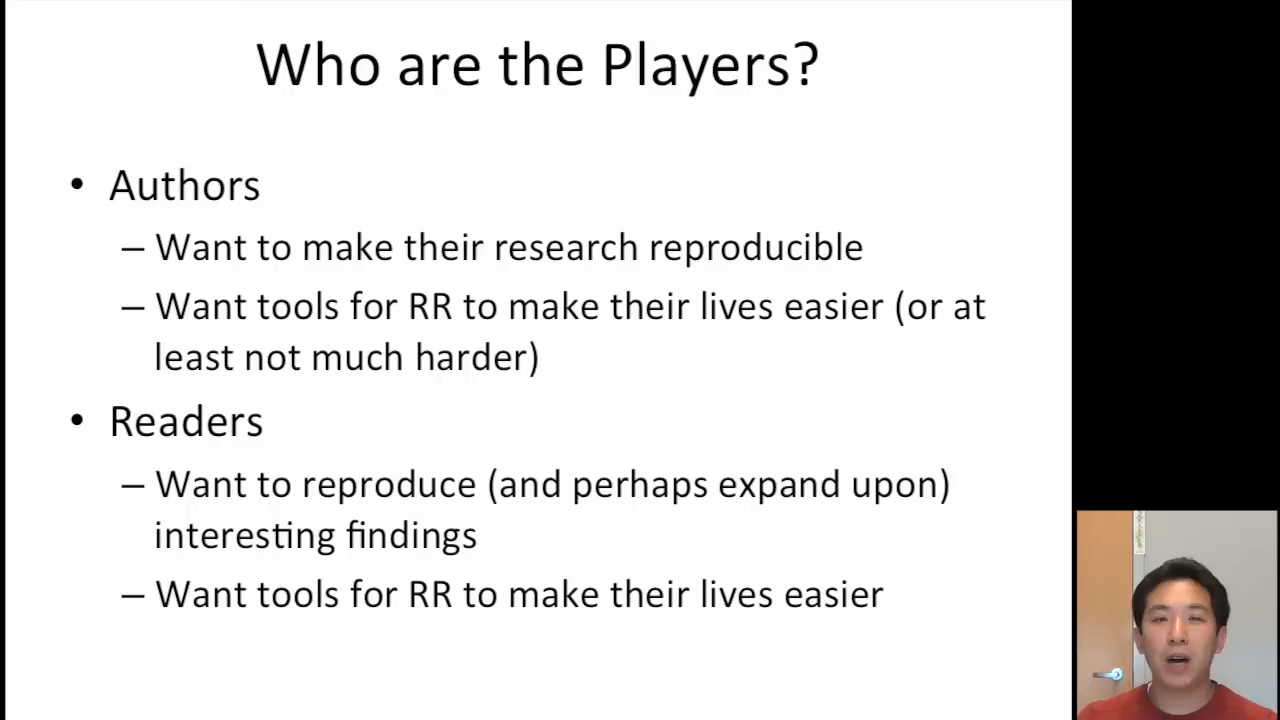 Who are the Players?
• Authors
– Want to make their research reproducible
– Want tools for RR to make their lives easier (or at
least not much harder)
• Readers
– Want to reproduce (and perhaps expand upon)
interesting findings
– Want tools for RR to make their lives easier